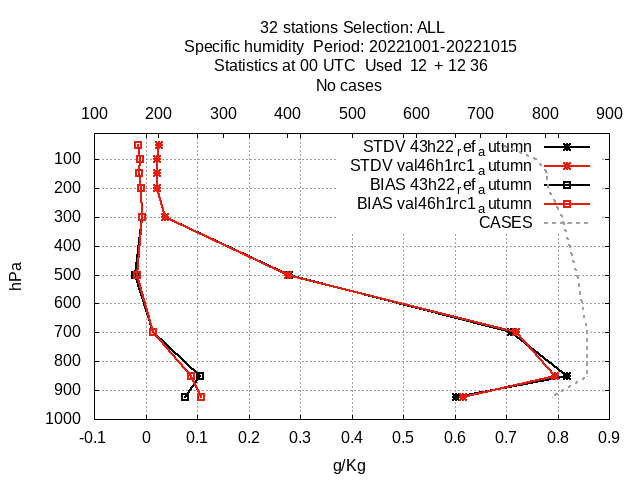 32 stations Selection: ALL
Specific humidity  Period: 20221001-20221015
Statistics at 00 UTC  Used  12  + 12 36
No cases
100 200 300 400 500 600 700 800 900
STDV 43h22_ref_autumn
STDV val46h1rc1_autumn
BIAS 43h22_ref_autumn
BIAS val46h1rc1_autumn
CASES
100
200
300
400
500
600
700
800
900
1000
hPa
-0.1 0 0.1 0.2 0.3 0.4 0.5 0.6 0.7 0.8 0.9
g/Kg